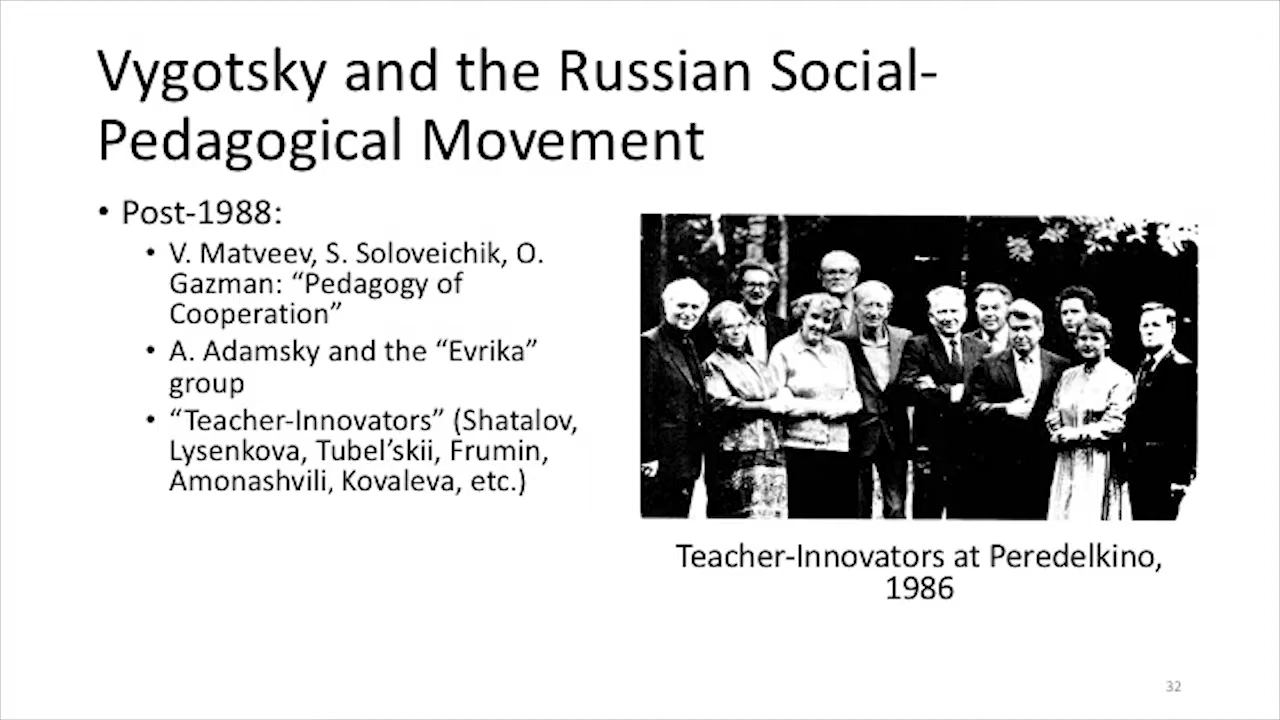 Vygotsky and the Russian Social-
Pedagogical Movement
• Post-1988:
• V. Matveev, S. Soloveichik, O.
Gazman: “Pedagogy of
Cooperation”
• A. Adamsky and the “Evrika”
group
• “Teacher-Innovators” (Shatalov,
Lysenkova, Tubel’skii, Frumin,
Amonashvili, Kovaleva, etc.)
Teacher-Innovators at Peredelkino,
1986
32